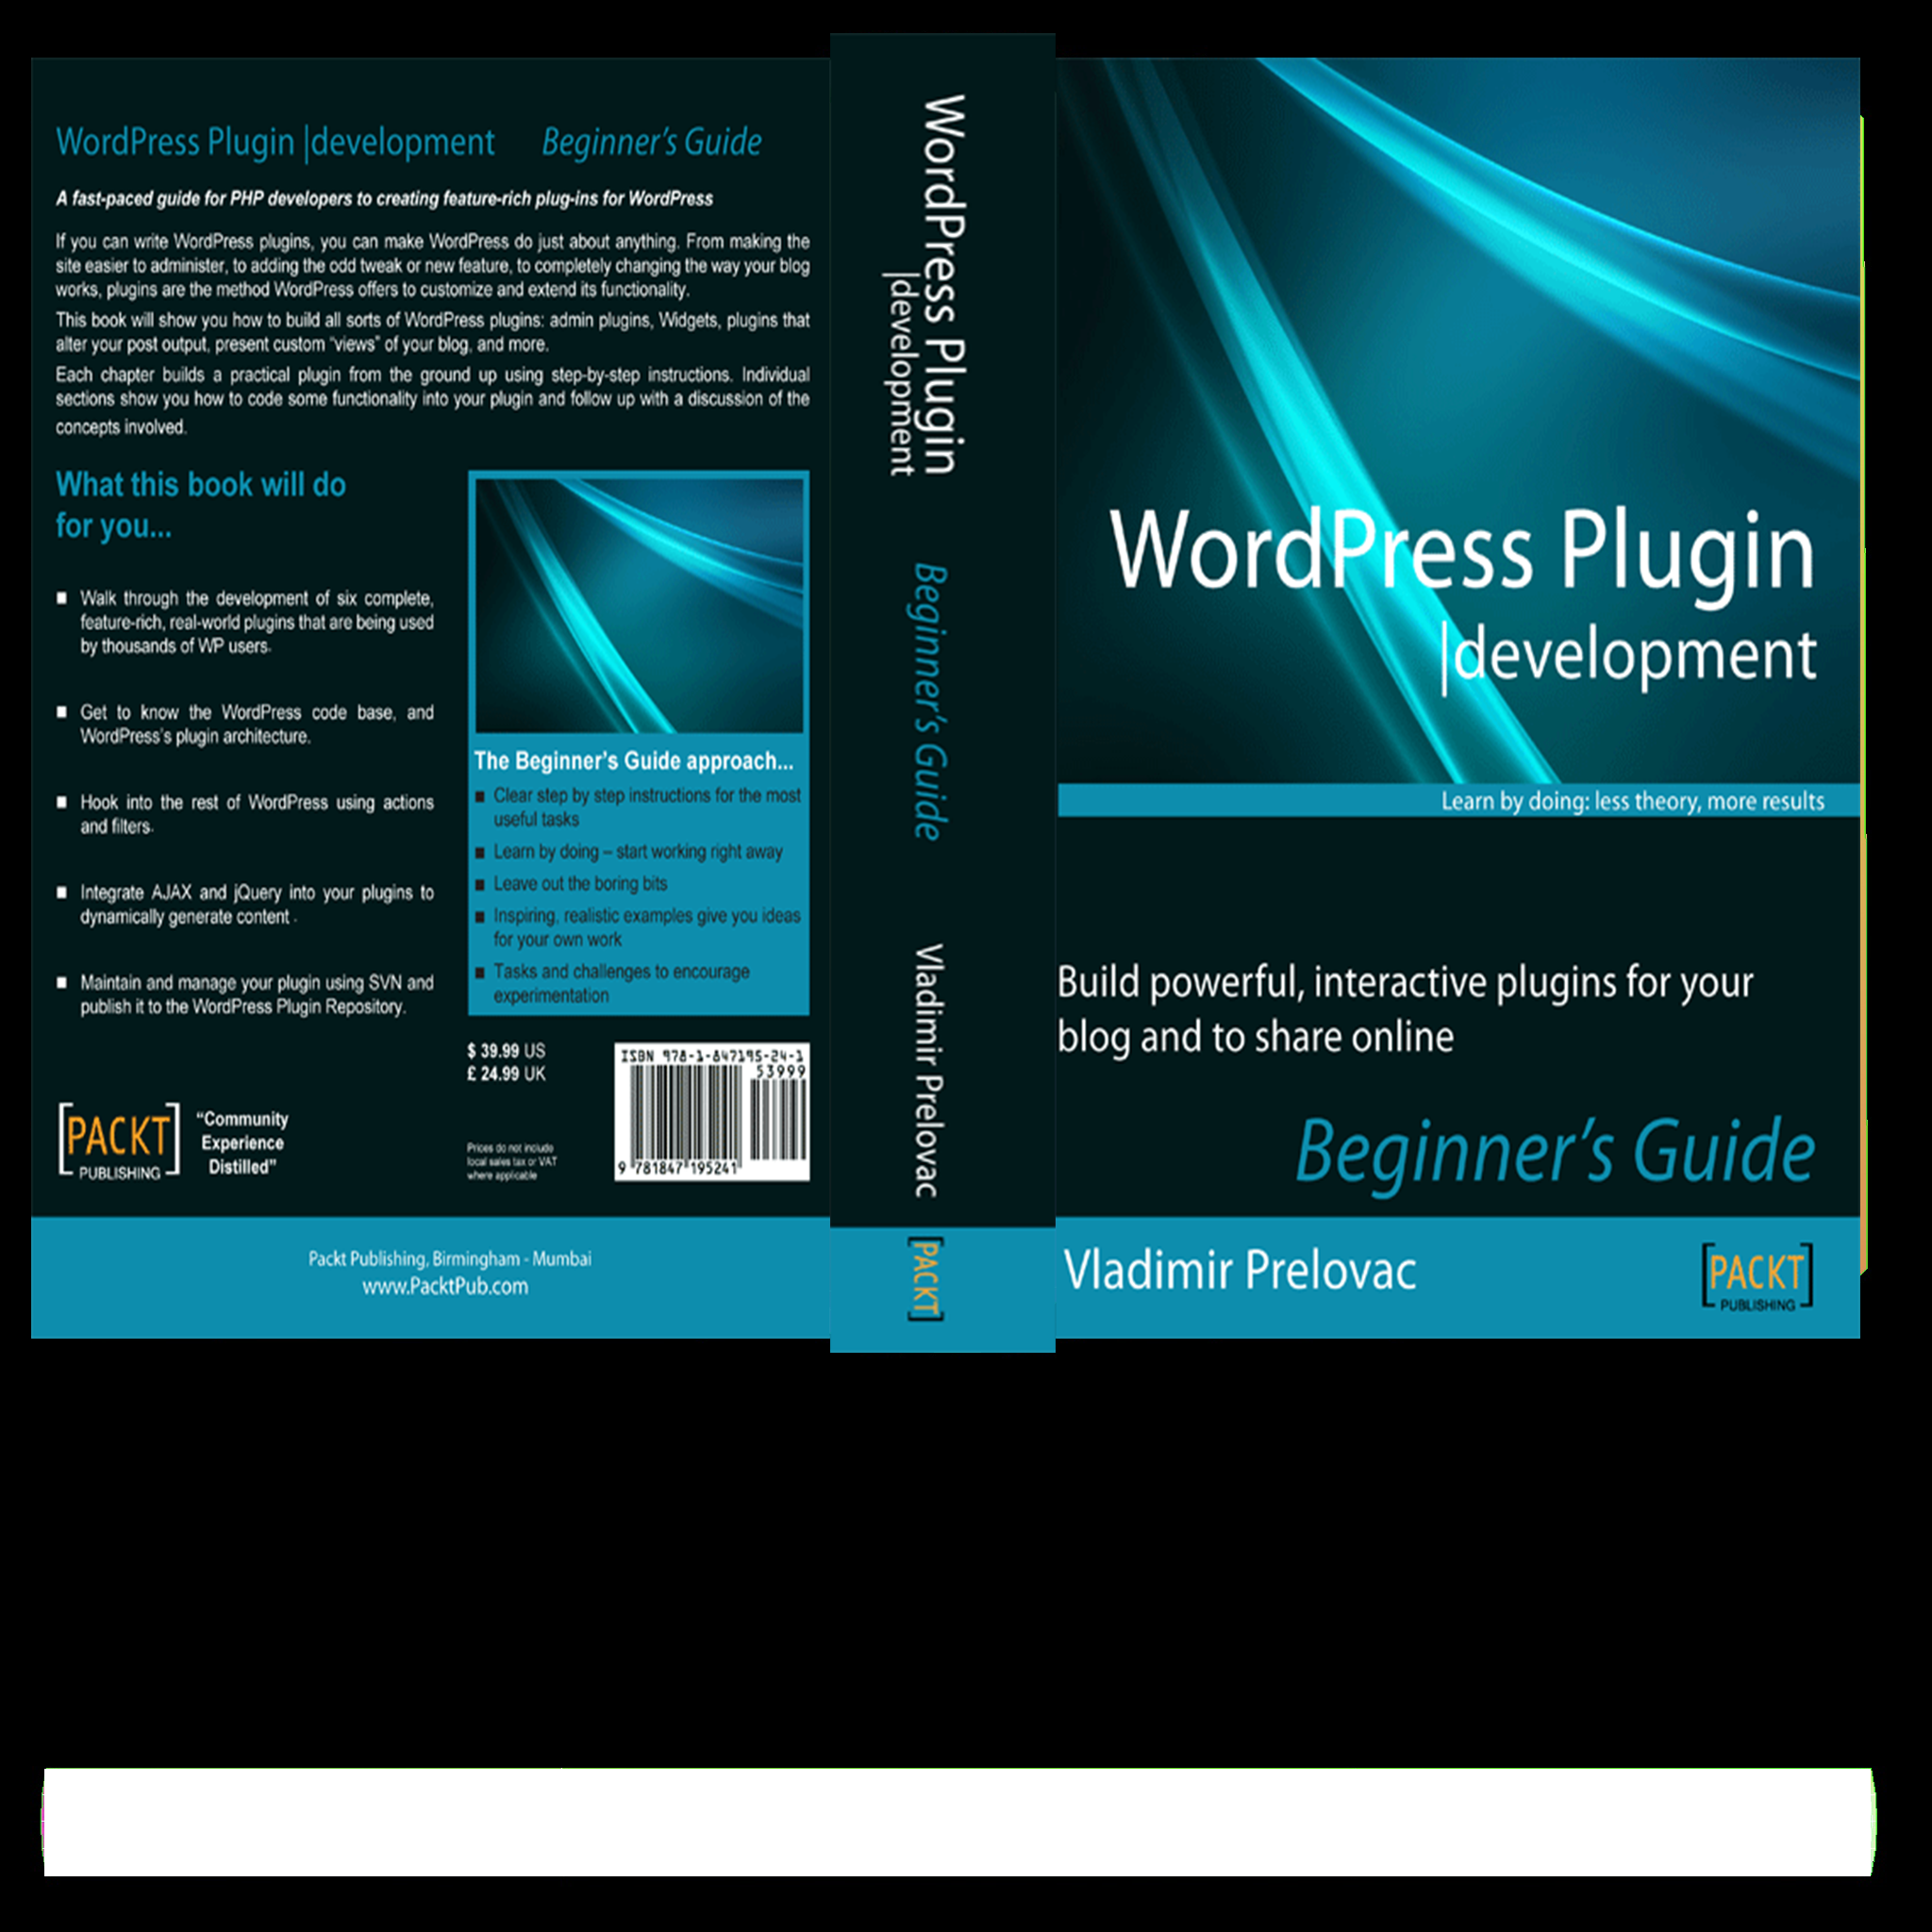 WordPress Plugin |development Beginner's Guide
A fast-paced guide for PHP developers to creating feature-rich plug-ins for WordPress
If you can write WordPress plugins, you can make WordPress do just about anything. From making the
site easier to administer, to adding the odd tweak or new feature, to completely changing the way your blog
works, plugins are the method WordPress offers to customize and extend its functionality.
This book will show you how to build all sorts of WordPress plugins: admin plugins, Widgets, plugins that
alter your post output, present custom "views" of your blog, and more.
Each chapter builds a practical plugin from the ground up using step-by-step instructions. Individual
sections show you how to code some functionality into your plugin and follow up with a discussion of the
concepts involved.
What this book will do
for you...
■ Walk through the development of six complete,
feature-rich, real-world plugins that are being used
by thousands of WP users.
■ Get to know the WordPress code base, and
WordPress's plugin architecture.
■ Hook into the rest of WordPress using actions
and filters.
■ Integrate AJAX and jQuery into your plugins to
dynamically generate content .
■ Maintain and manage your plugin using SVN and
publish it to the WordPress Plugin Repository.
The Beginner's Guide approach...
■ Clear step by step instructions for the most
useful tasks
■ Learn by doing – start working right away
■ Leave out the boring bits
■ Inspiring, realistic examples give you ideas
for your own work
■ Tasks and challenges to encourage
experimentation
$ 39.99 US
£ 24.99 UK
Prices do not include
local sales tax or VAT
where applicable
ISBN 978-1-847195-24-1
53999
9 781847 195241
[PACKT]
PUBLISHING
"Community
Experience
Distilled"
Packt Publishing, Birmingham - Mumbai
www.PacktPub.com
WordPress Plugin
|development
Beginner's Guide
Vladimir Prelovac
[PACKT]
WordPress Plugin
|development
Learn by doing: less theory, more results
Build powerful, interactive plugins for your
blog and to share online
Beginner's Guide
Vladimir Prelovac
[PACKT]
PUBLISHING